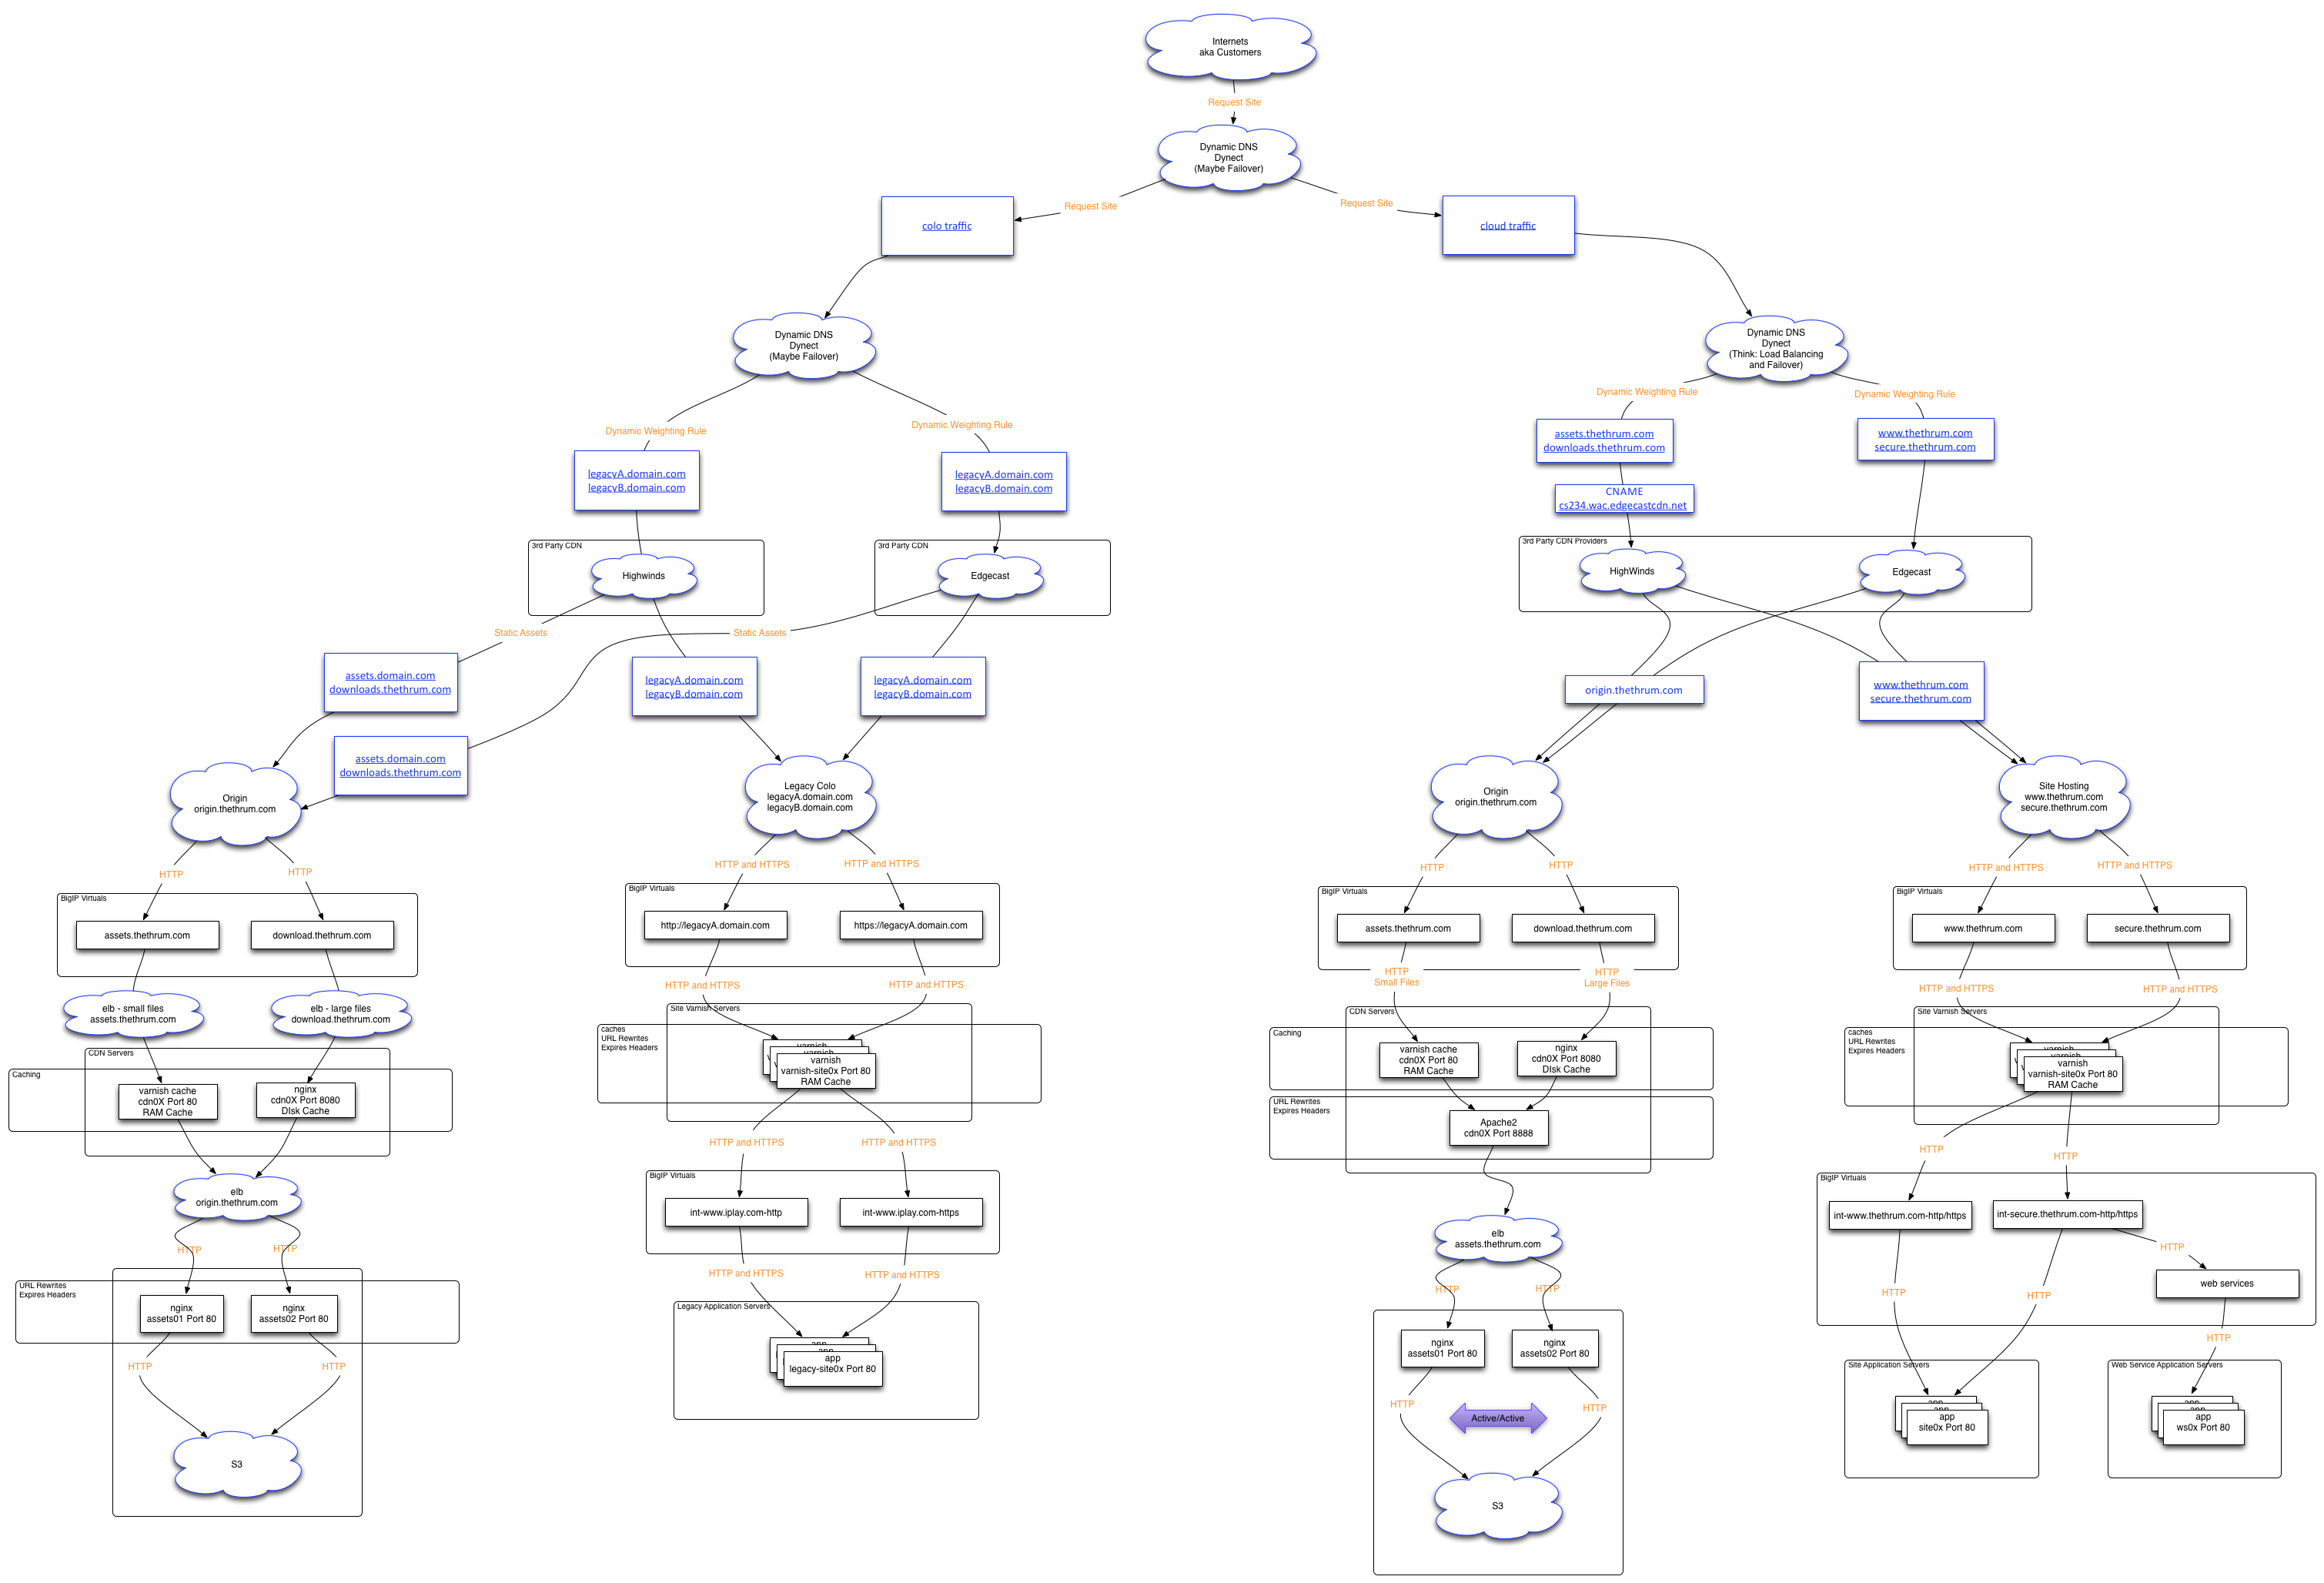 Internets
aka Customers
Request Site
Dynamic DNS
Dynect
(Maybe Failover)
Request Site
Request Site
colo traffic
cloud traffic
Dynamic DNS
Dynect
(Maybe Failover)
Dynamic DNS
Dynect
(Think: Load Balancing
and Failover)
Dynamic Weighting Rule
Dynamic Weighting Rule
Dynamic Weighting Rule
Dynamic Weighting Rule
legacyA.domain.com
legacyB.domain.com
legacyA.domain.com
legacyB.domain.com
assets.thethrum.com
downloads.thethrum.com
www.thethrum.com
secure.thethrum.com
CNAME
cs234.wac.edgecastcdn.net
3rd Party CDN
Highwinds
3rd Party CDN
Edgecast
3rd Party CDN Providers
HighWinds
Edgecast
Static Assets
Static Assets
assets.domain.com
downloads.thethrum.com
legacyA.domain.com
legacyB.domain.com
legacyA.domain.com
legacyB.domain.com
origin.thethrum.com
www.thethrum.com
secure.thethrum.com
assets.domain.com
downloads.thethrum.com
Origin
origin.thethrum.com
Legacy Colo
legacyA.domain.com
legacyB.domain.com
Origin
origin.thethrum.com
Site Hosting
www.thethrum.com
secure.thethrum.com
HTTP
HTTP
HTTP and HTTPS
HTTP and HTTPS
HTTP
HTTP
HTTP and HTTPS
HTTP and HTTPS
BigIP Virtuals
assets.thethrum.com
download.thethrum.com
BigIP Virtuals
http://legacyA.domain.com
https://legacyA.domain.com
BigIP Virtuals
assets.thethrum.com
download.thethrum.com
BigIP Virtuals
www.thethrum.com
secure.thethrum.com
HTTP and HTTPS
HTTP and HTTPS
HTTP
Small Files
HTTP
Large Files
HTTP and HTTPS
HTTP and HTTPS
elb - small files
assets.thethrum.com
elb - large files
download.thethrum.com
Site Varnish Servers
caches
URL Rewrites
Expires Headers
varnish
varnish
varnish
varnish-site0x Port 80
RAM Cache
CDN Servers
Caching
varnish cache
cdn0X Port 80
RAM Cache
nginx
cdn0X Port 8080
DIsk Cache
Site Varnish Servers
caches
URL Rewrites
Expires Headers
varnish
varnish
varnish
varnish-site0x Port 80
RAM Cache
CDN Servers
Caching
varnish cache
cdn0X Port 80
RAM Cache
nginx
cdn0X Port 8080
DIsk Cache
URL Rewrites
Expires Headers
Apache2
cdn0X Port 8888
HTTP and HTTPS
HTTP and HTTPS
HTTP
HTTP
elb
origin.thethrum.com
BigIP Virtuals
int-www.iplay.com-http
int-www.iplay.com-https
elb
assets.thethrum.com
BigIP Virtuals
int-www.thethrum.com-http/https
int-secure.thethrum.com-http/https
HTTP
web services
HTTP
HTTP
HTTP and HTTPS
HTTP and HTTPS
HTTP
HTTP
HTTP
HTTP
HTTP
URL Rewrites
Expires Headers
nginx
assets01 Port 80
nginx
assets02 Port 80
HTTP
HTTP
S3
Legacy Application Servers
app
app
app
legacy-site0x Port 80
nginx
assets01 Port 80
nginx
assets02 Port 80
HTTP
HTTP
Active/Active
S3
Site Application Servers
app
app
app
site0x Port 80
Web Service Application Servers
app
app
app
ws0x Port 80